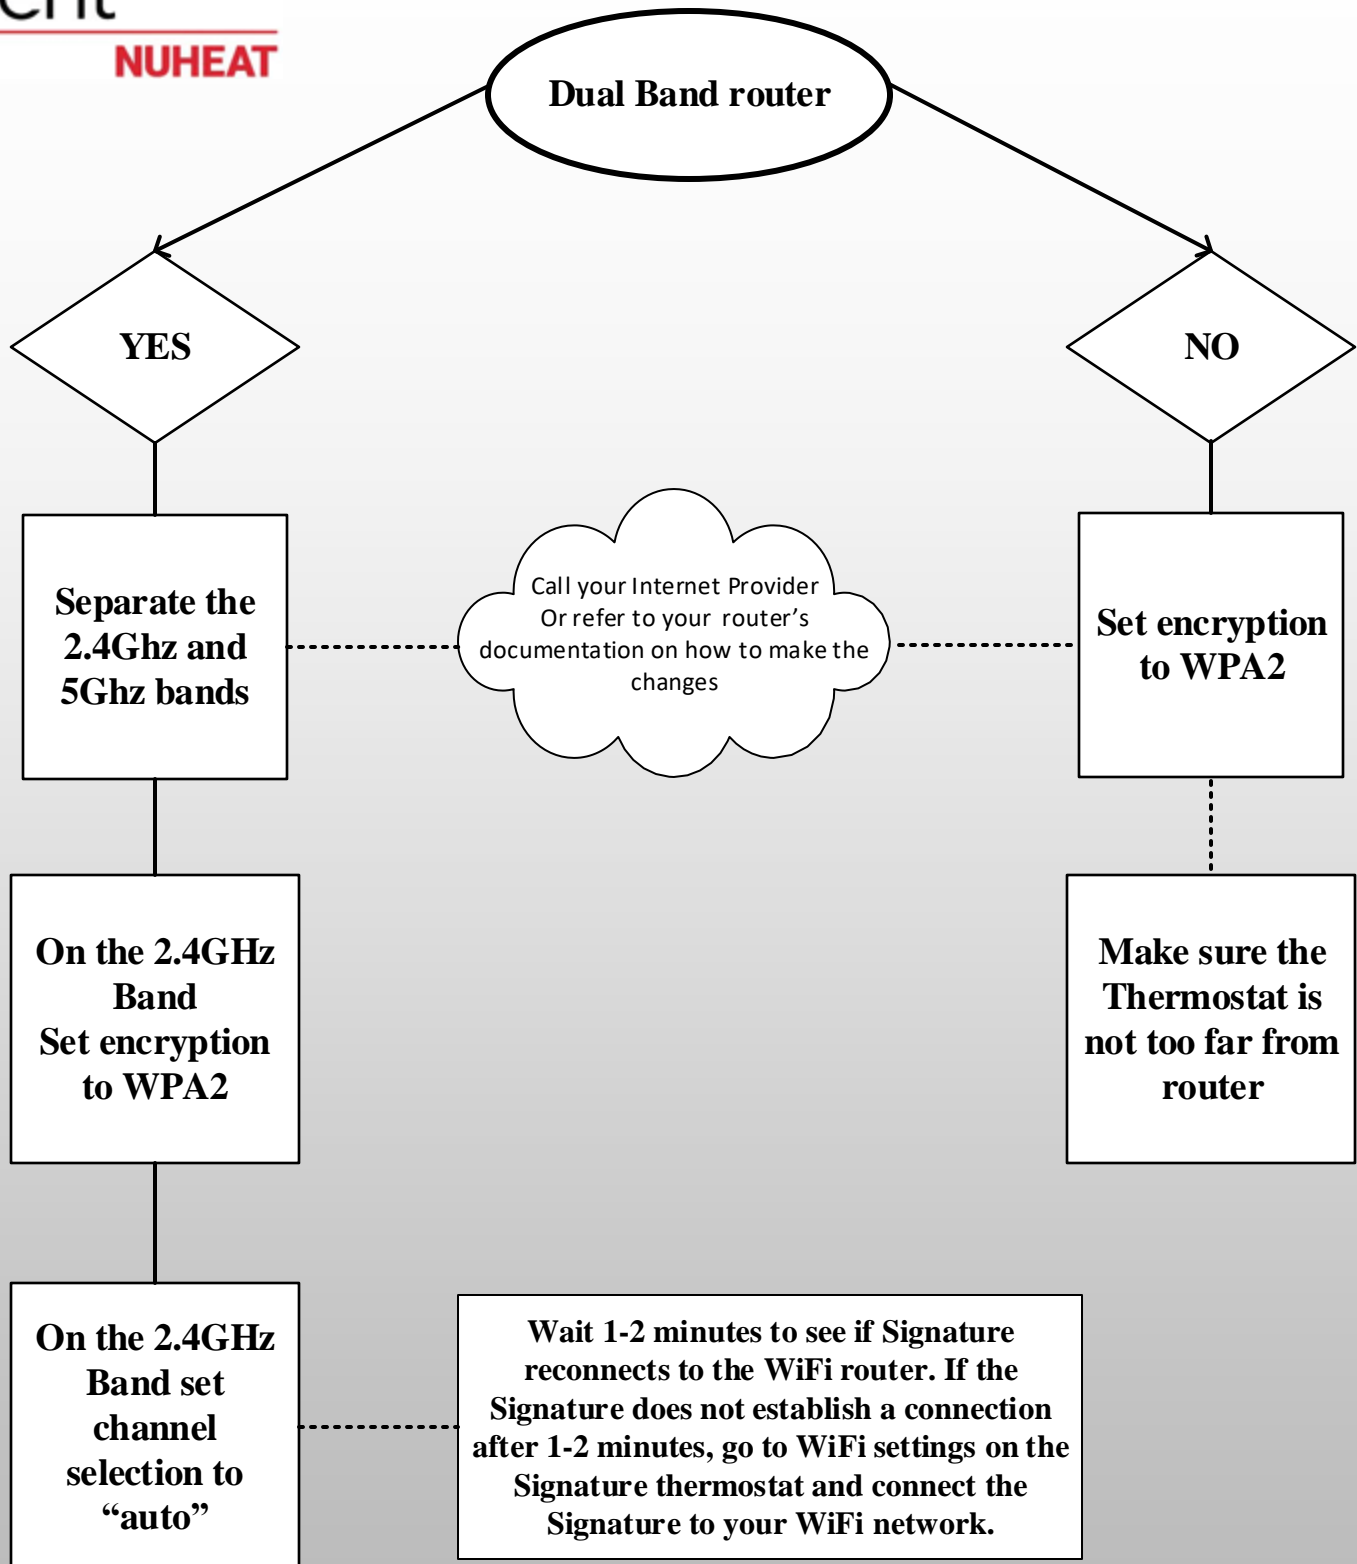 NUHEAT
Dual Band router
YES
NO
Separate the
2.4Ghz and
5Ghz bands
Call your Internet Provider
Or refer to your router’s
documentation on how to make the
changes
Set encryption
to WPA2
On the 2.4GHz
Band
Set encryption
to WPA2
Make sure the
Thermostat is
not too far from
router
On the 2.4GHz
Band set
channel
selection to
“auto”
Wait 1-2 minutes to see if Signature
reconnects to the WiFi router. If the
Signature does not establish a connection
after 1-2 minutes, go to WiFi settings on the
Signature thermostat and connect the
Signature to your WiFi network.